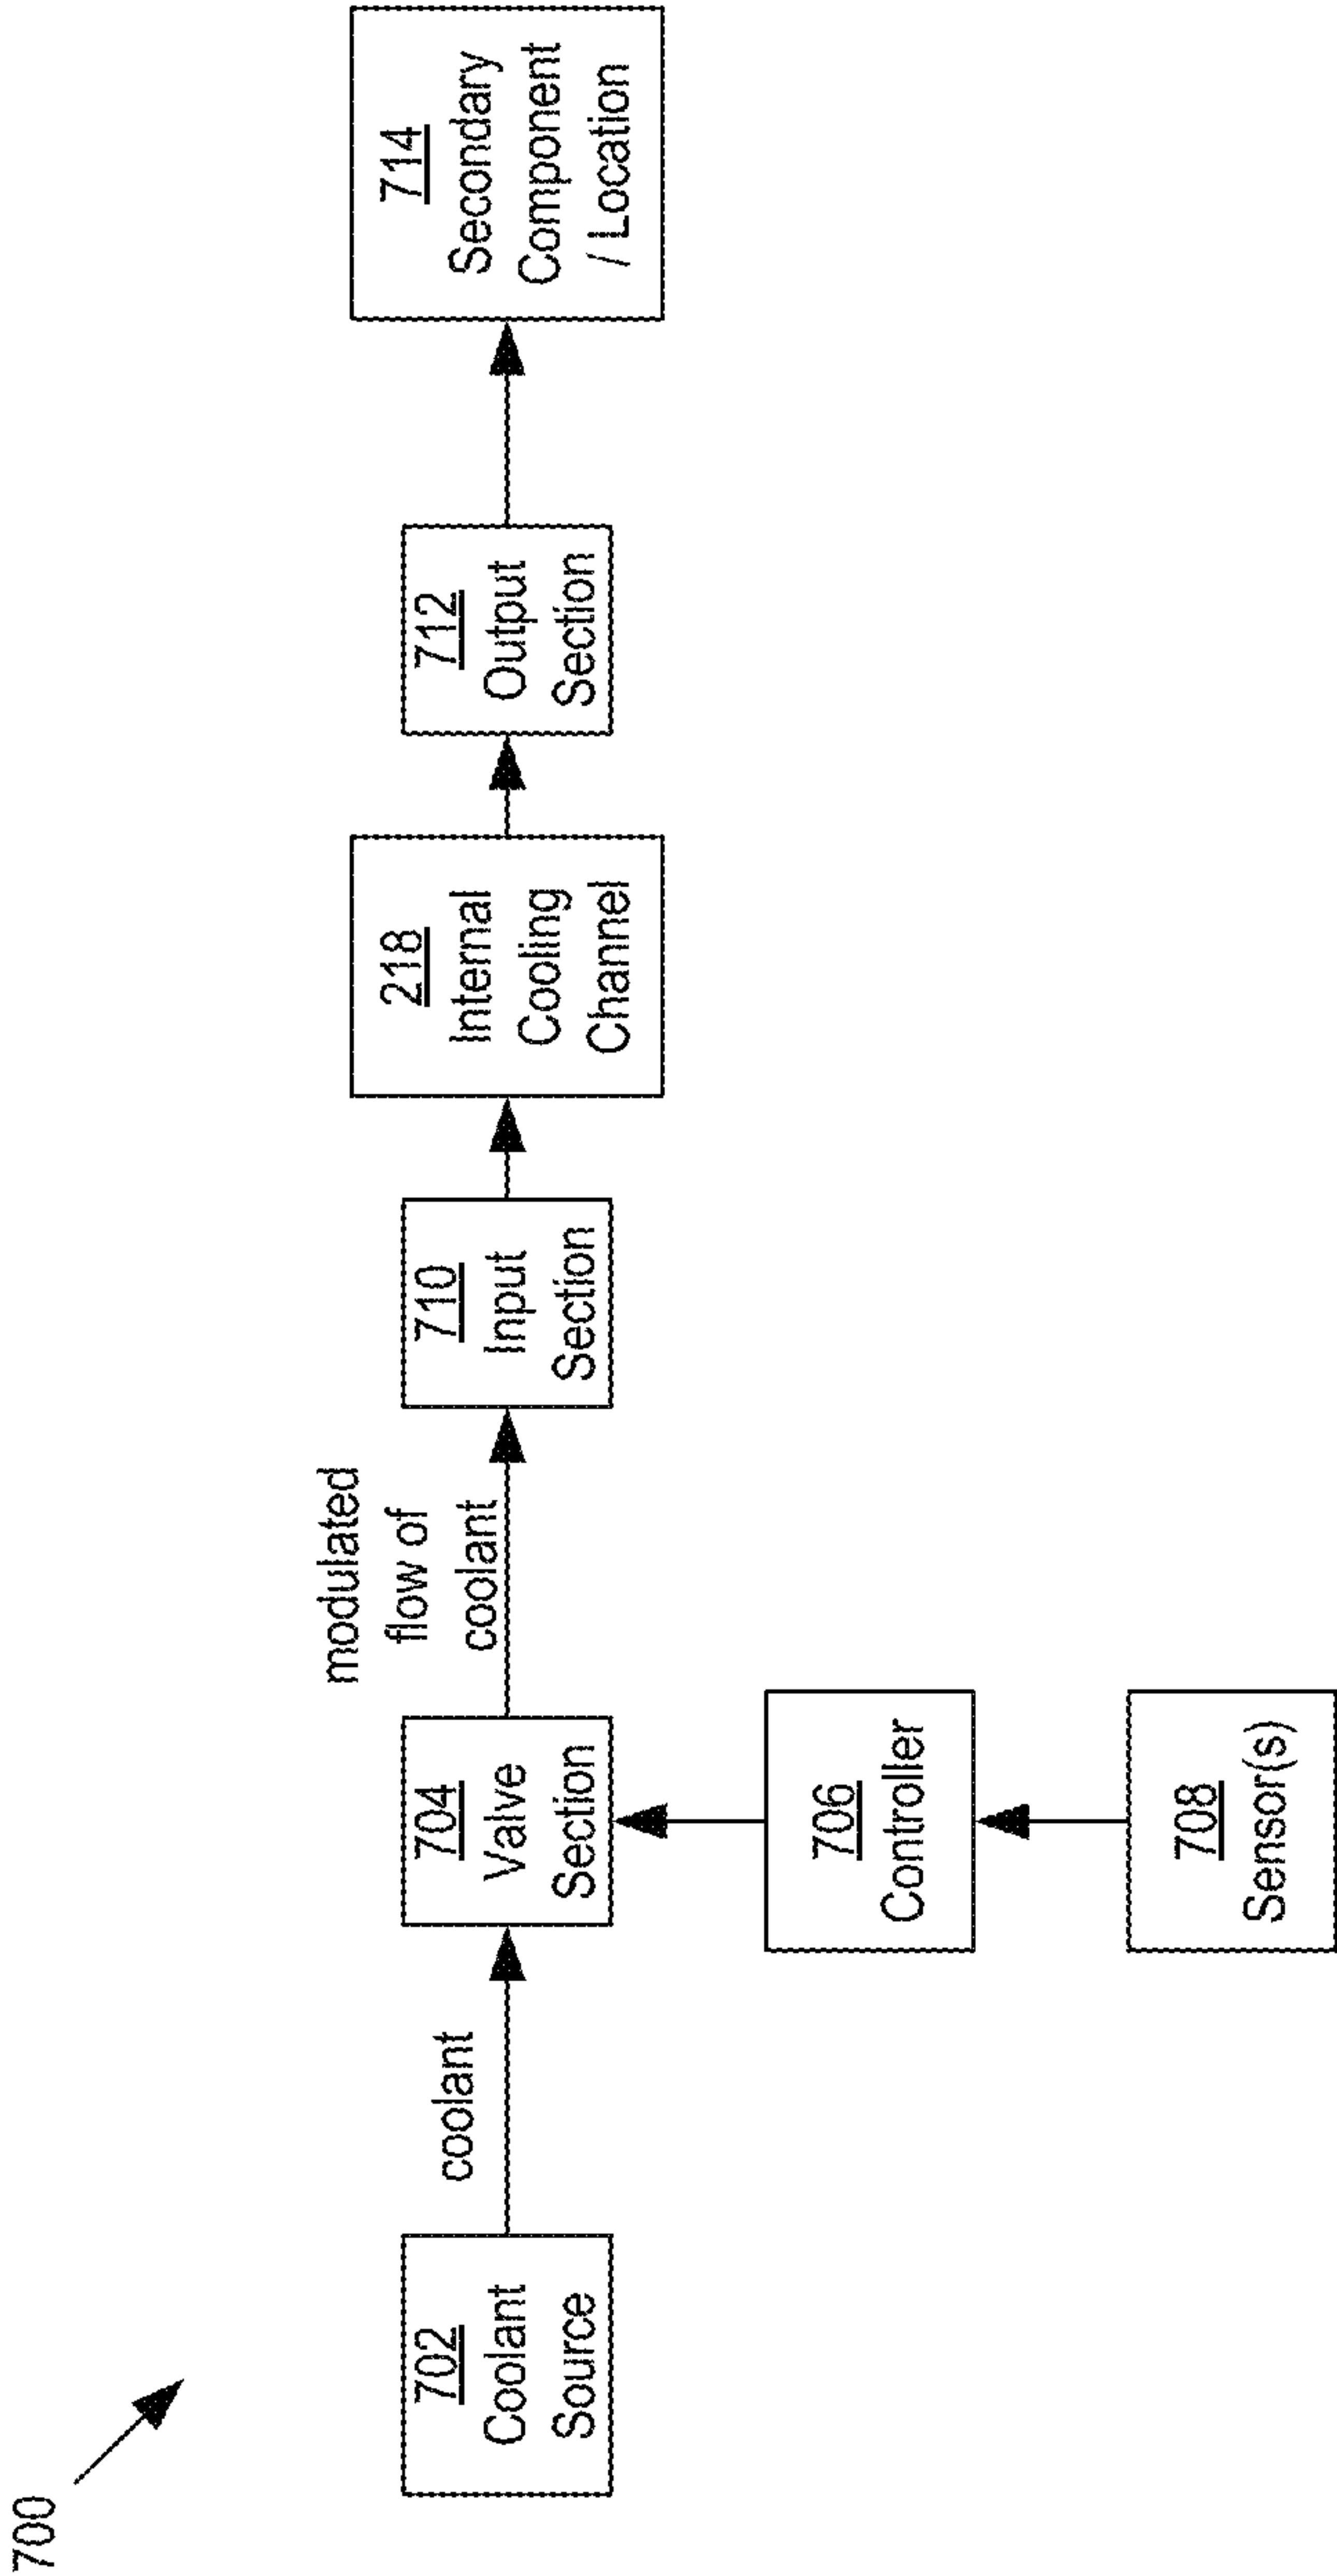 700
702
Coolant
Source
coolant
704
Valve
Section
modulated
flow of
coolant
710
Input
Section
218
Internal
Cooling
Channel
712
Output
Section
714
Secondary
Component
/ Location
706
Controller
708
Sensor(s)